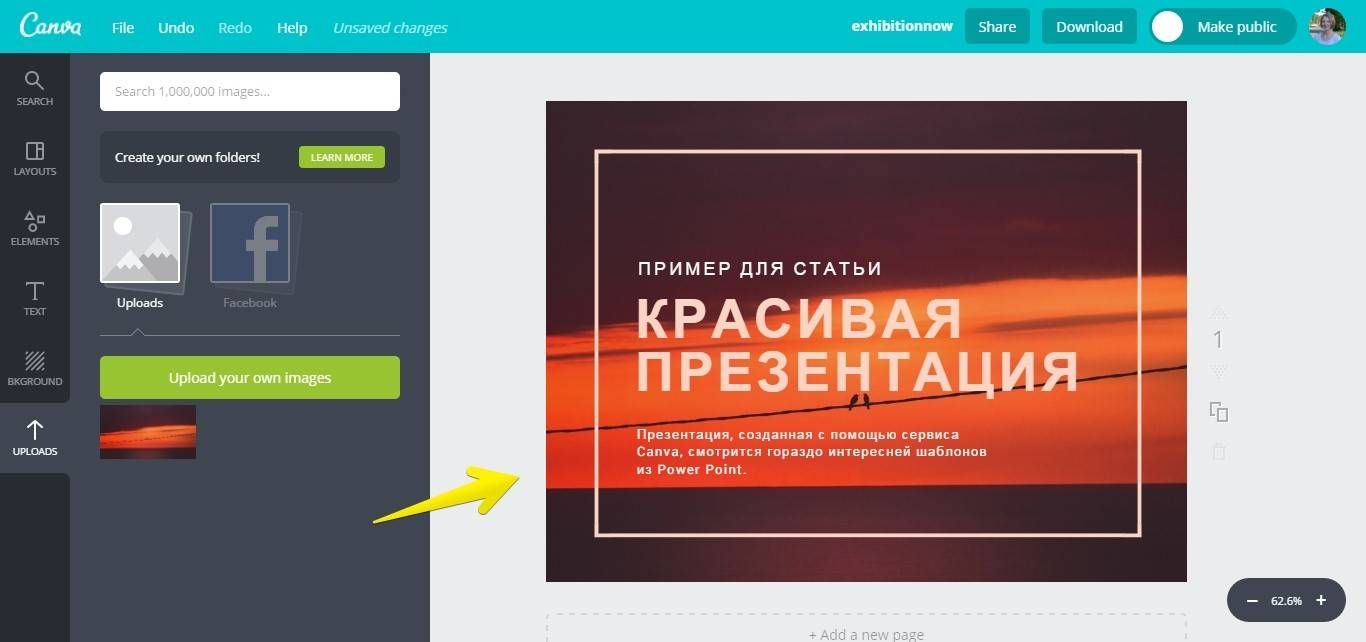 Canva
File
Undo
Redo
Help
Unsaved changes
exhibitionnow
Share
Download
Make public
SEARCH
LAYOUTS
ELEMENTS
TEXT
BKGROUND
UPLOADS
Search 1,000,000 images...
Create your own folders!
LEARN MORE
f
Uploads
Facebook
Upload your own images
ПРИМЕР ДЛЯ СТАТЬИ
КРАСИВАЯ
ПРЕЗЕНТАЦИЯ
Презентация, созданная с помощью сервиса
Canva, смотрится гораздо интересней шаблонов
из Power Point.
1
+ Add a new page
− 62.6% +